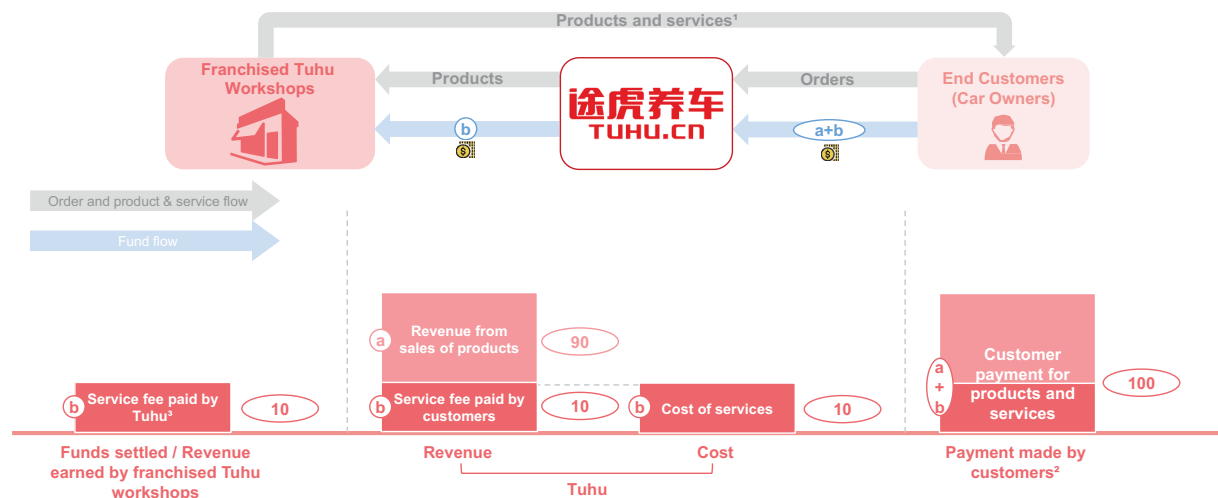 Products and services¹
Franchised Tuhu
Workshops
Products
途虎养车
TUHU.CN
Orders
End Customers
(Car Owners)
b
a+b
Order and product & service flow
Fund flow
a
Revenue from
sales of products
90
b
Service fee paid by
Tuhu³
10
b
Service fee paid by
customers
10
b
Cost of services
10
a
+
b
Customer
payment for
products and
services
100
Funds settled / Revenue
earned by franchised Tuhu
workshops
Revenue
Cost
Tuhu
Payment made by
customers²